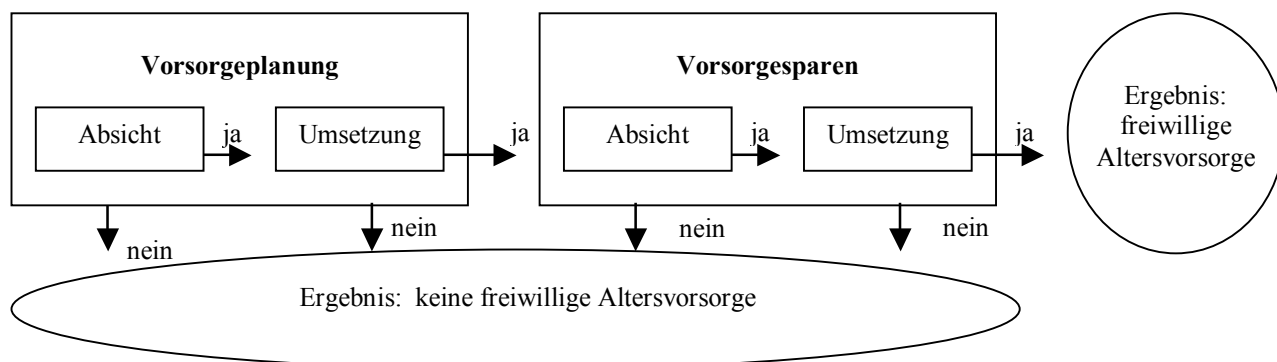 Vorsorgeplanung
Absicht
ja
Umsetzung
ja
Vorsorgesparen
Absicht
ja
Umsetzung
ja
Ergebnis:
freiwillige
Altersvorsorge
nein
nein
nein
nein
Ergebnis:  keine freiwillige Altersvorsorge